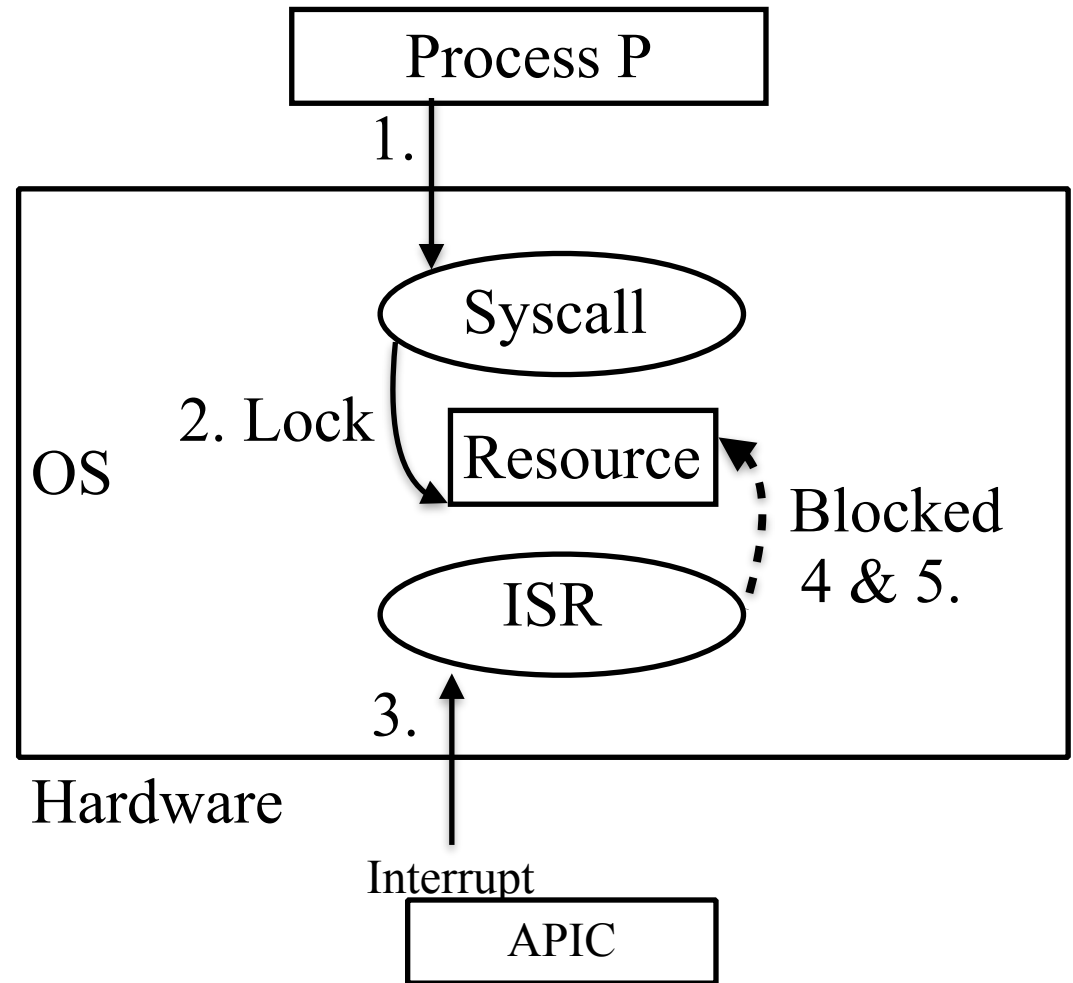 Process P
1.
Syscall
2. Lock
Resource
OS
Blocked
4 & 5.
ISR
3.
Hardware
Interrupt
APIC